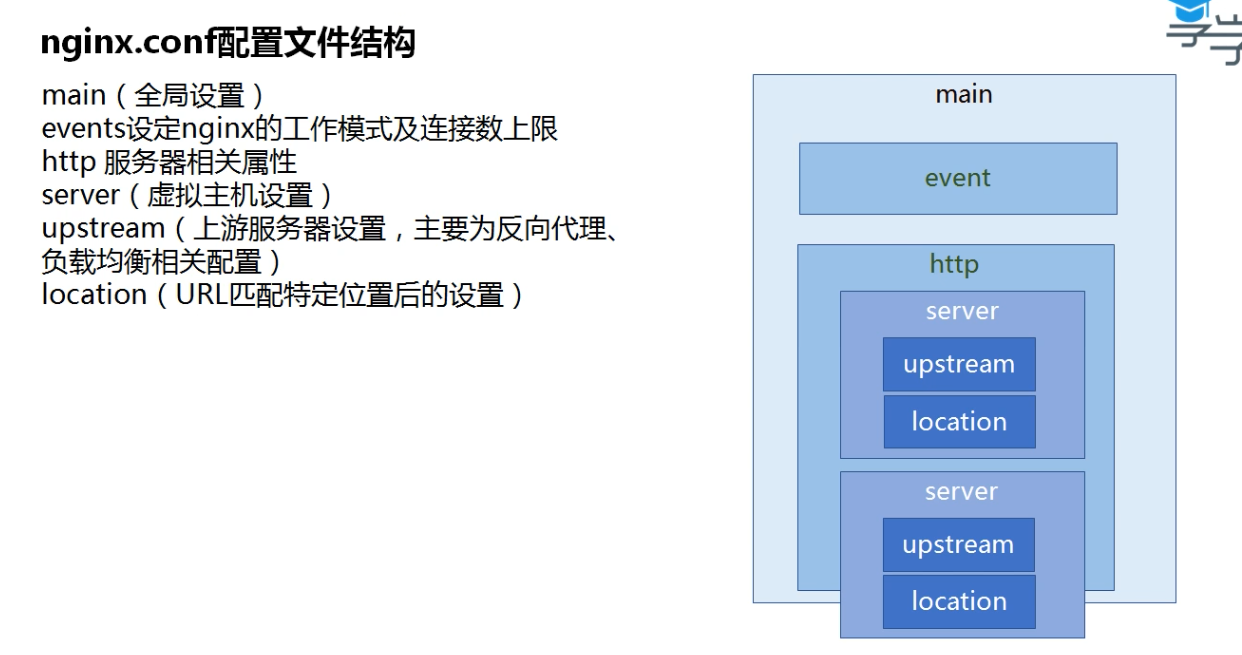 nginx.conf配置文件结构
main（全局设置）
events设定nginx的工作模式及连接数上限
http 服务器相关属性
server（虚拟主机设置）
upstream（上游服务器设置，主要为反向代理、
负载均衡相关配置）
location（URL匹配特定位置后的设置）
main
event
http
server
upstream
location
server
upstream
location